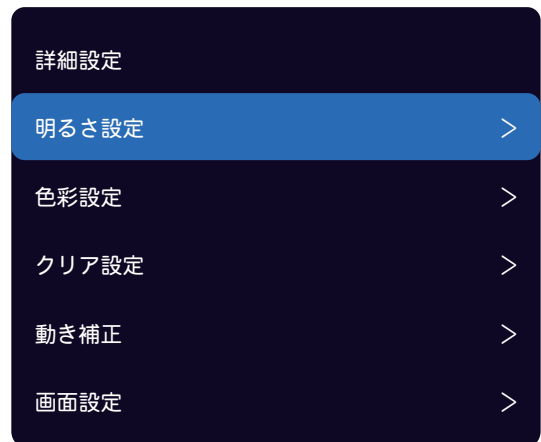 詳細設定
明るさ設定
色彩設定
クリア設定
動き補正
画面設定